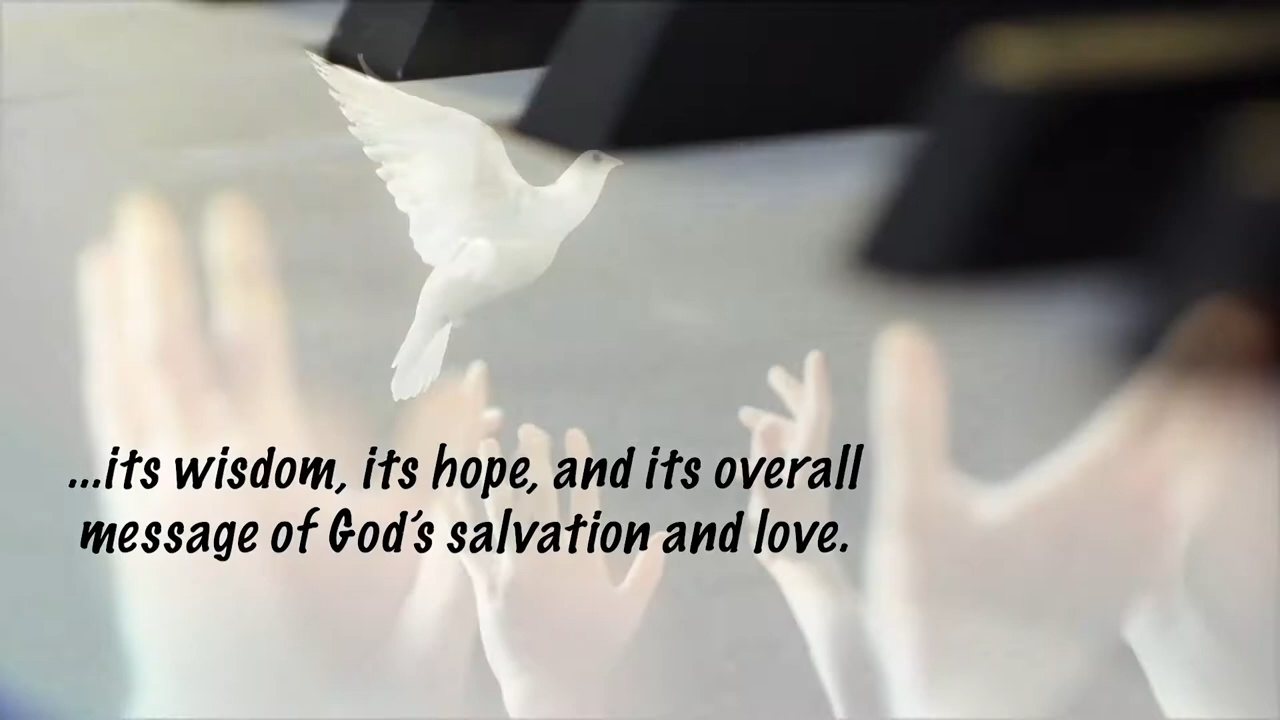 ...its wisdom, its hope, and its overall
message of God's salvation and love.